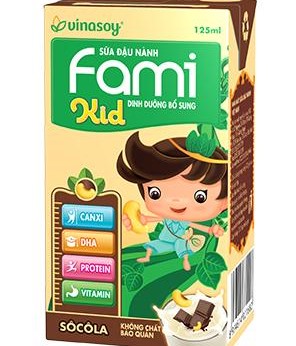 vinasoy
125ml
SỮA ĐẬU NÀNH
Fami
DINH DƯỠNG BỔ SUNG
Kid
CANXI
DHA
PROTEIN
VITAMIN
SÔCÔLA
KHÔNG CHẤT
BẢO QUẢN